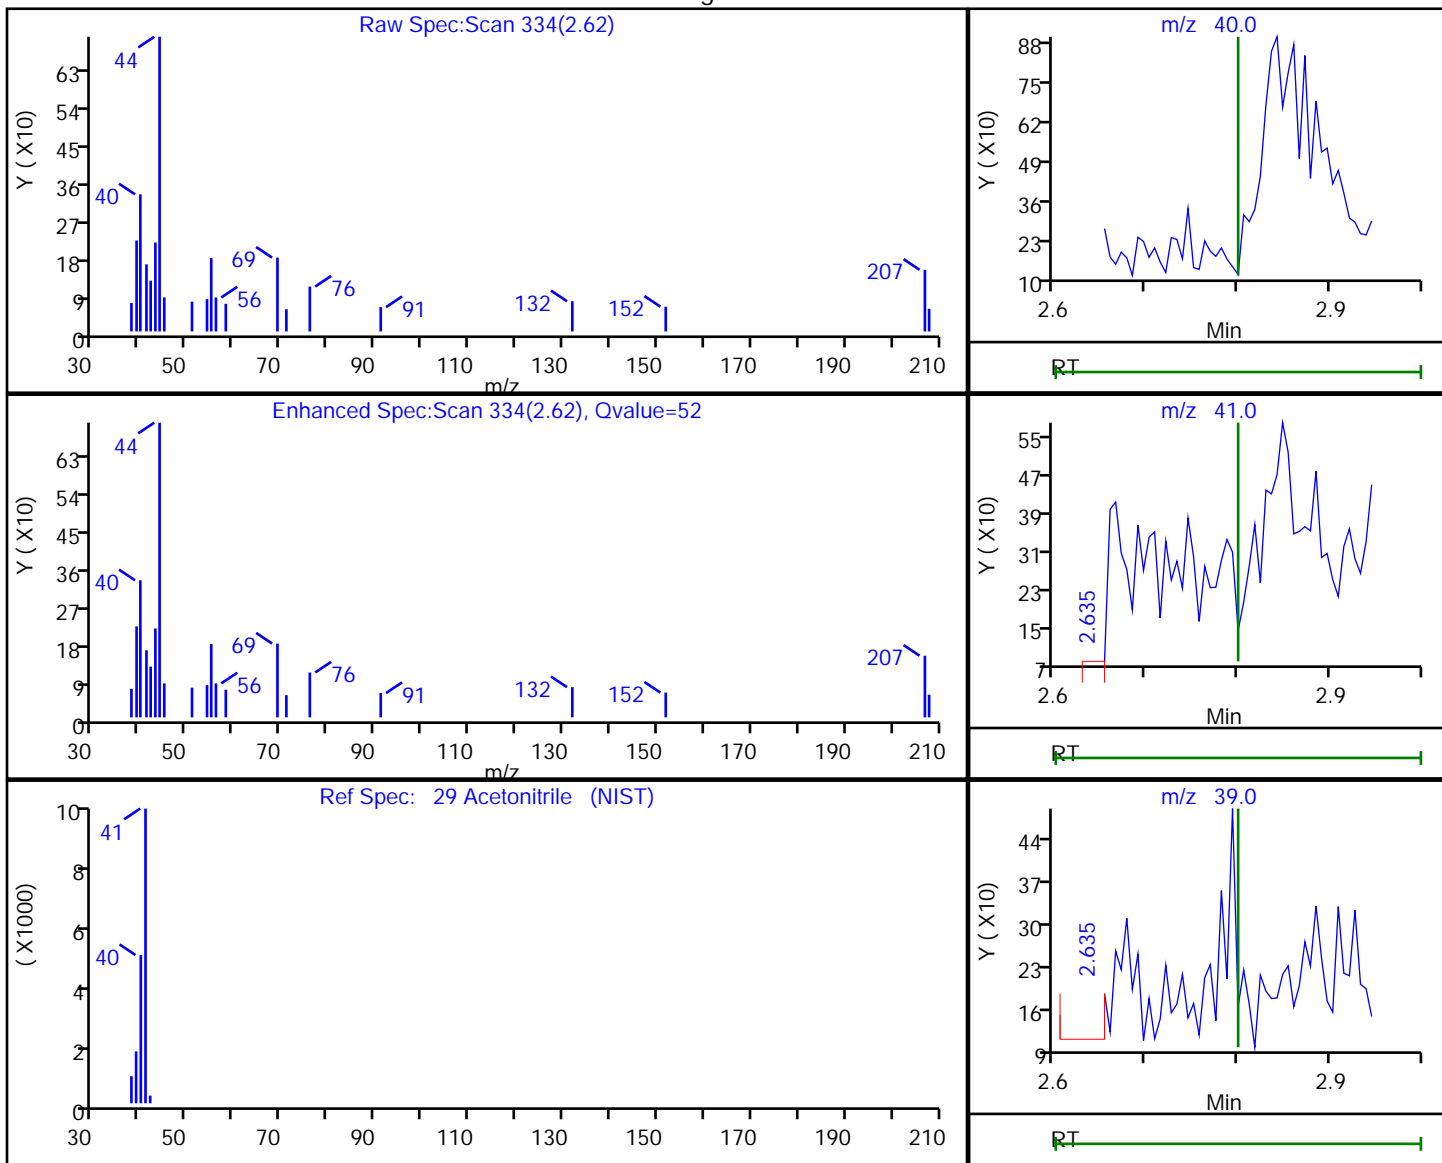 Raw Spec:Scan 334(2.62)
Y ( X10)
63
54
45
36
27
18
9
0
44
40
69
56
76
91
132
152
207
30 50 70 90 110 130 150 170 190 210
m/z
m/z 40.0
Y ( X10)
88
75
62
49
36
23
10
2.6 2.9
Min
RT
Enhanced Spec:Scan 334(2.62), Qvalue=52
Y ( X10)
63
54
45
36
27
18
9
0
44
40
69
56
76
91
132
152
207
30 50 70 90 110 130 150 170 190 210
m/z
m/z 41.0
Y ( X10)
55
47
39
31
23
15
7
2.635
2.6 2.9
Min
RT
Ref Spec: 29 Acetonitrile (NIST)
( X1000)
10
8
6
4
2
0
41
40
30 50 70 90 110 130 150 170 190 210
m/z 39.0
Y ( X10)
44
37
30
23
16
9
2.635
2.6 2.9
Min
RT